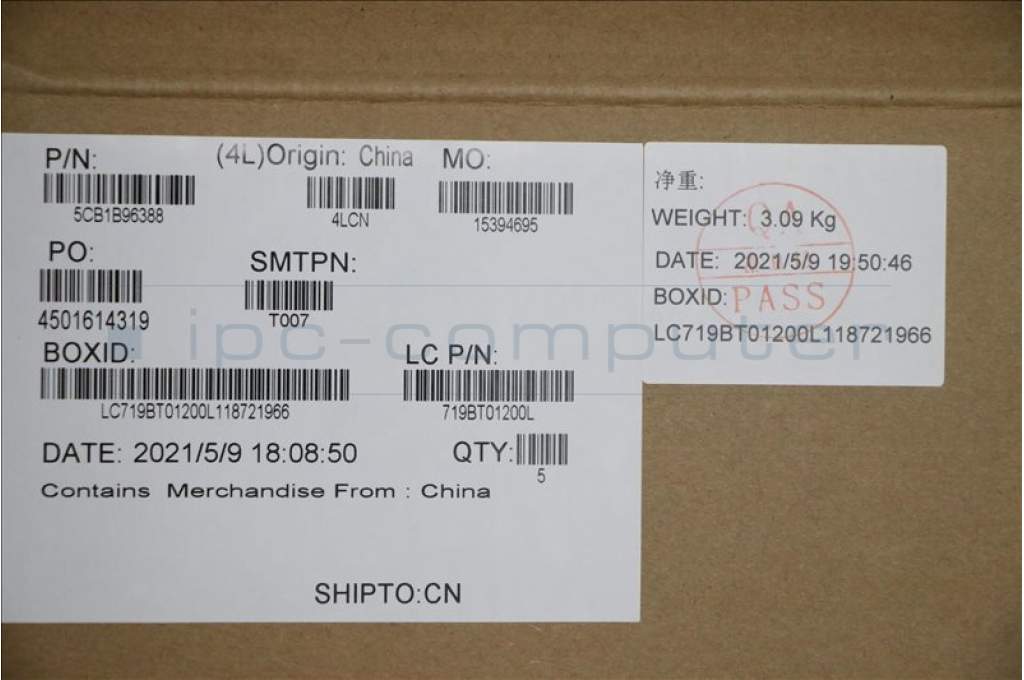 P/N:
5CB1B96388
(4L)Origin: China
4LCN
MO:
15394695
PO:
4501614319
SMTPN:
T007
BOXID:
LC719BT01200L118721966
LC P/N:
719BT01200L
DATE: 2021/5/9 18:08:50
QTY:
5
Contains Merchandise From : China
SHIPTO:CN
净重:
WEIGHT: 3.09 Kg
DATE: 2021/5/9 19:50:46
BOXID:
LC719BT01200L118721966
QA
PASS
ipc-computer